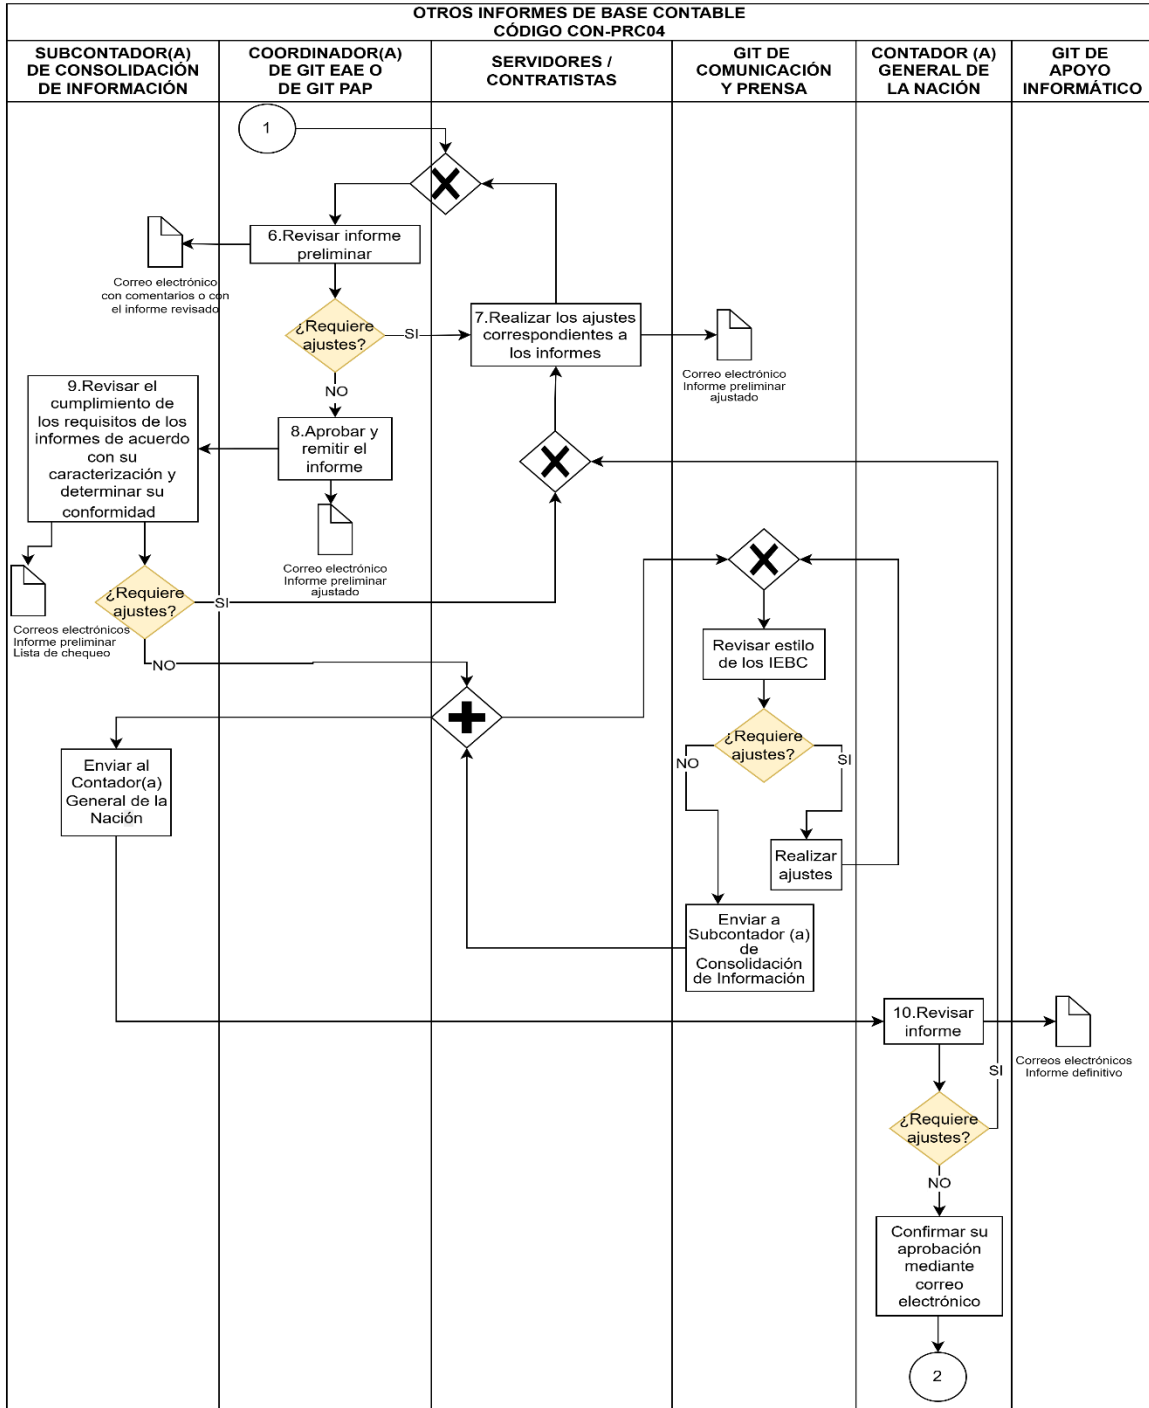 OTROS INFORMES DE BASE CONTABLE
CÓDIGO CON-PRC04
SUBCONTADOR(A)
DE CONSOLIDACIÓN
DE INFORMACIÓN
COORDINADOR(A)
DE GIT EAE O
DE GIT PAP
SERVIDORES /
CONTRATISTAS
GIT DE
COMUNICACIÓN
Y PRENSA
CONTADOR (A)
GENERAL DE
LA NACIÓN
GIT DE
APOYO
INFORMÁTICO
1
6.Revisar informe
preliminar
Correo electrónico
con comentarios o con
el informe revisado
¿Requiere
ajustes?
SI
7.Realizar los ajustes
correspondientes a
los informes
Correo electrónico
Informe preliminar
ajustado
NO
8.Aprobar y
remitir el
informe
Correo electrónico
Informe preliminar
ajustado
9.Revisar el
cumplimiento de
los requisitos de los
informes de acuerdo
con su
caracterización y
determinar su
conformidad
Correos electrónicos
Informe preliminar
Lista de chequeo
¿Requiere
ajustes?
SI
NO
Revisar estilo
de los IEBC
¿Requiere
ajustes?
NO
SI
Realizar
ajustes
Enviar a
Subcontador (a)
de
Consolidación
de Información
Enviar al
Contador(a)
General de la
Nación
10.Revisar
informe
Correos electrónicos
Informe definitivo
SI
¿Requiere
ajustes?
NO
Confirmar su
aprobación
mediante
correo
electrónico
2